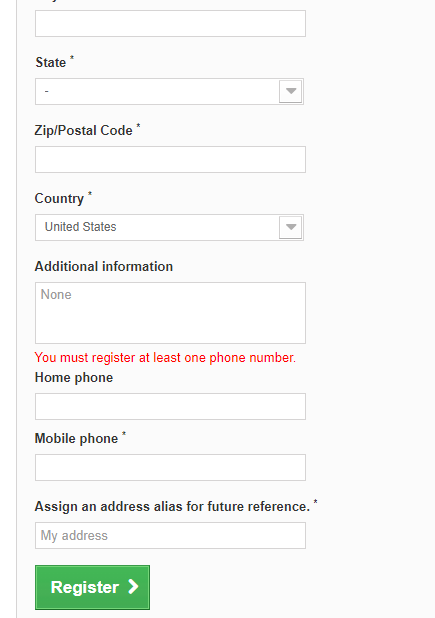 State *
-
Zip/Postal Code *
Country *
United States
Additional information
None
You must register at least one phone number.
Home phone
Mobile phone *
Assign an address alias for future reference. *
My address
Register